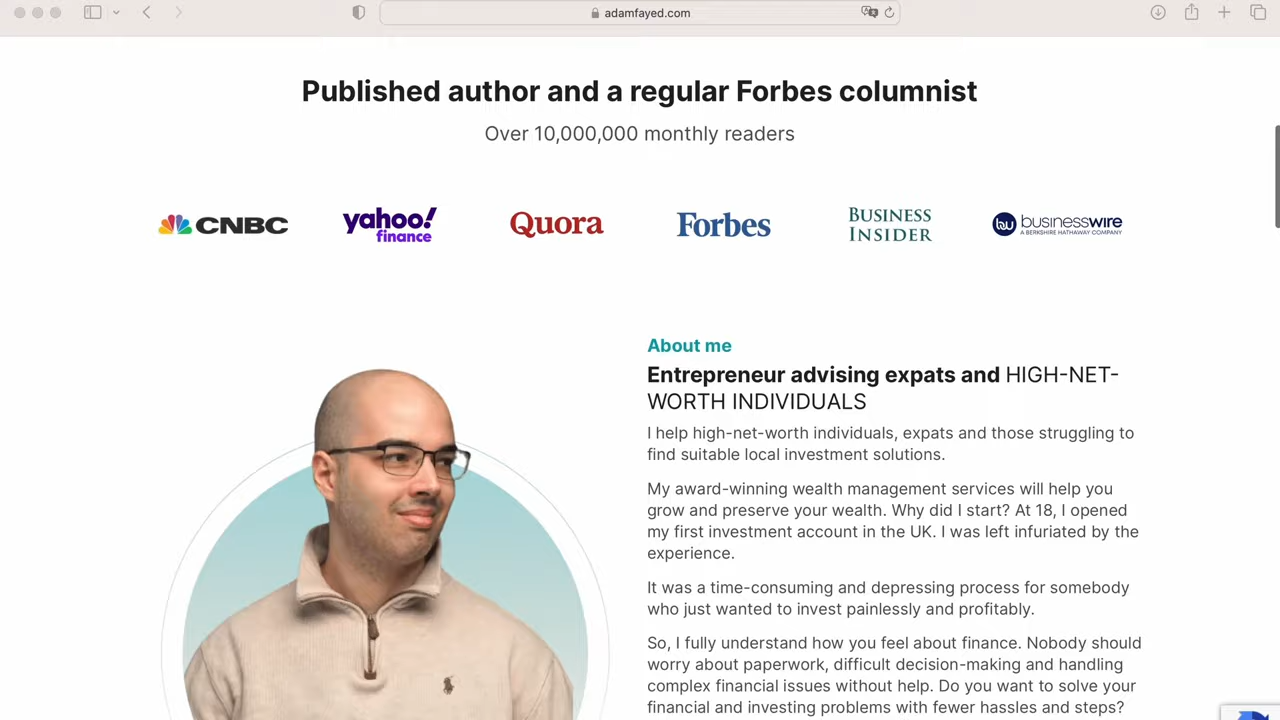 adamfayed.com
Published author and a regular Forbes columnist
Over 10,000,000 monthly readers
CNBC
yahoo!
finance
Quora
Forbes
BUSINESS
INSIDER
bw businesswire
A BERKSHIRE HATHAWAY COMPANY
About me
Entrepreneur advising expats and HIGH-NET-
WORTH INDIVIDUALS
I help high-net-worth individuals, expats and those struggling to
find suitable local investment solutions.
My award-winning wealth management services will help you
grow and preserve your wealth. Why did I start? At 18, I opened
my first investment account in the UK. I was left infuriated by the
experience.
It was a time-consuming and depressing process for somebody
who just wanted to invest painlessly and profitably.
So, I fully understand how you feel about finance. Nobody should
worry about paperwork, difficult decision-making and handling
complex financial issues without help. Do you want to solve your
financial and investing problems with fewer hassles and steps?